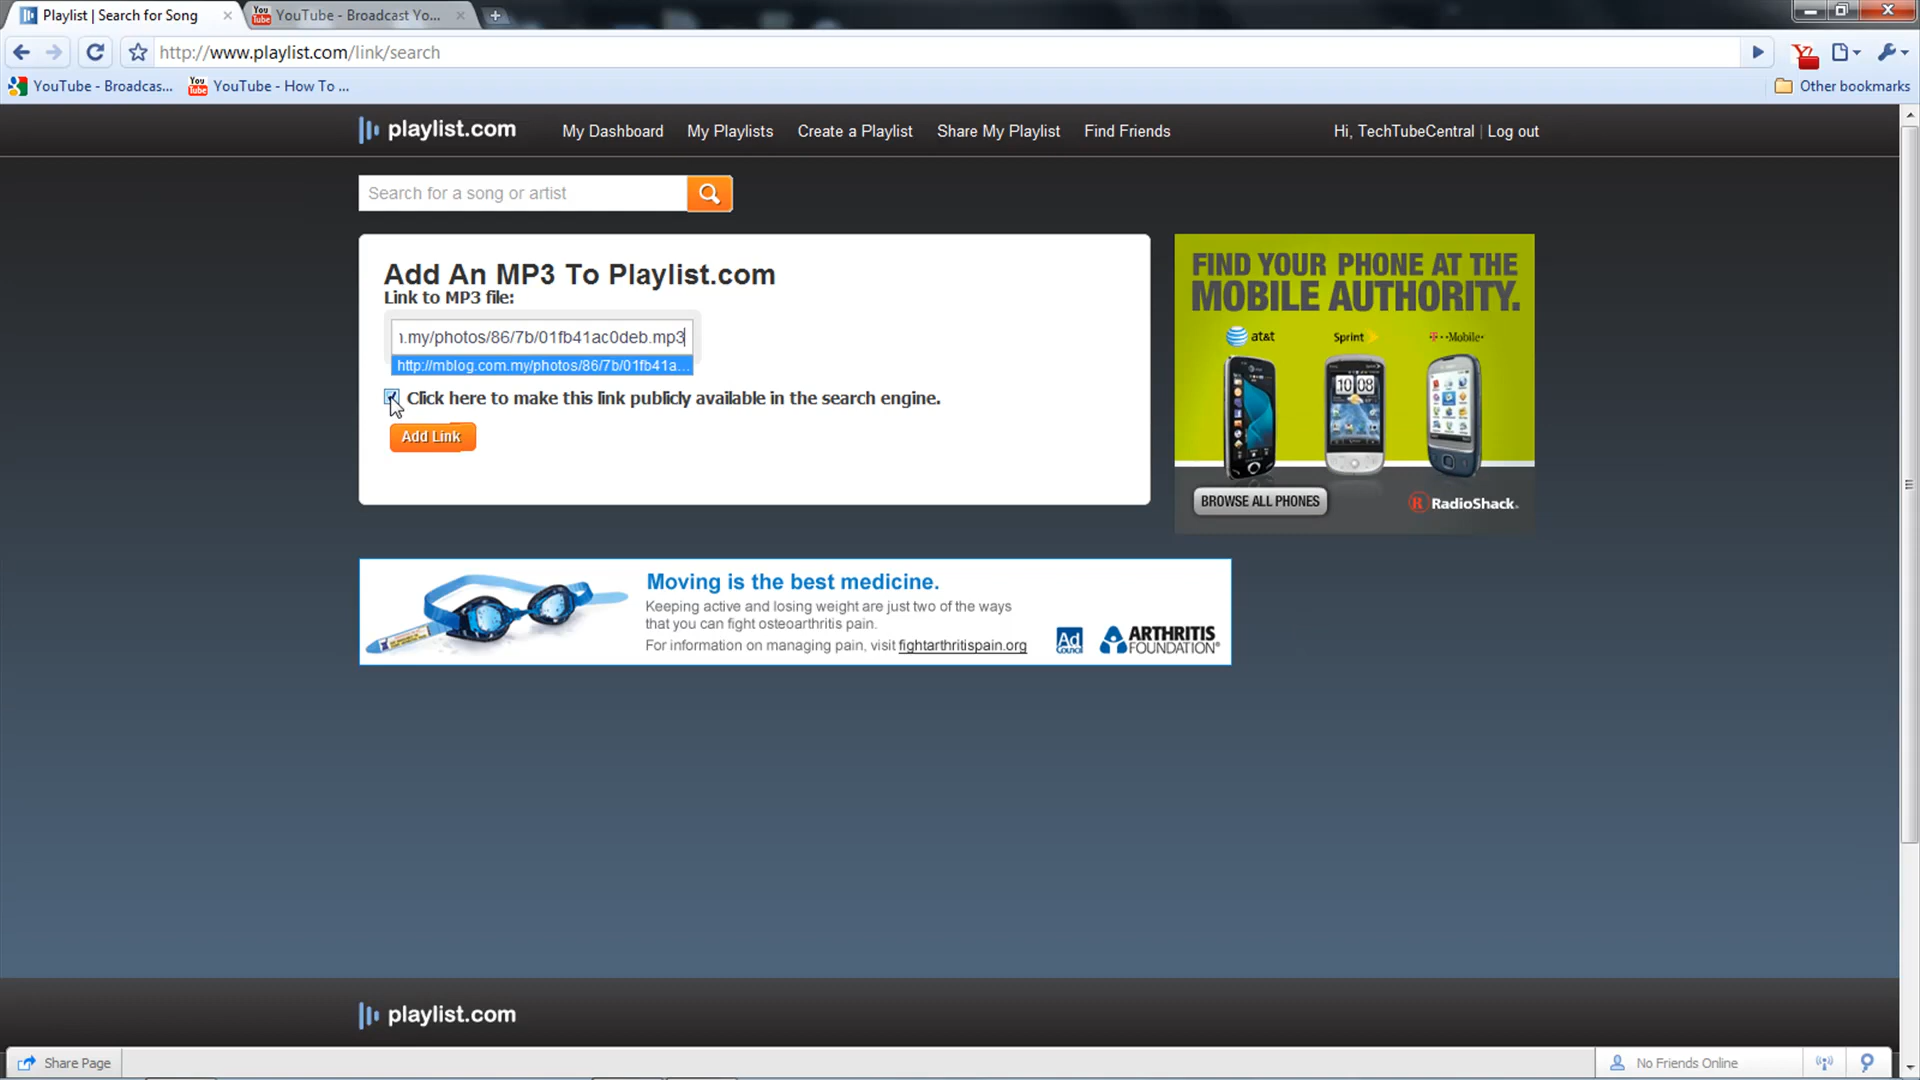 Playlist | Search for Song
YouTube - Broadcast Yo...
http://www.playlist.com/link/search
YouTube - Broadcas...
YouTube - How To ...
Other bookmarks
playlist.com
My Dashboard
My Playlists
Create a Playlist
Share My Playlist
Find Friends
Hi, TechTubeCentral | Log out
Search for a song or artist
Add An MP3 To Playlist.com
Link to MP3 file:
.my/photos/86/7b/01fb41ac0deb.mp3
http://mblog.com.my/photos/86/7b/01fb41a...
Click here to make this link publicly available in the search engine.
Add Link
FIND YOUR PHONE AT THE
MOBILE AUTHORITY.
at&t
Sprint
T··Mobile·
10 08
BROWSE ALL PHONES
RadioShack.
Moving is the best medicine.
Keeping active and losing weight are just two of the ways
that you can fight osteoarthritis pain.
For information on managing pain, visit fightarthritispain.org
Ad
COUNCIL
ARTHRITIS
FOUNDATION®
playlist.com
Share Page
No Friends Online